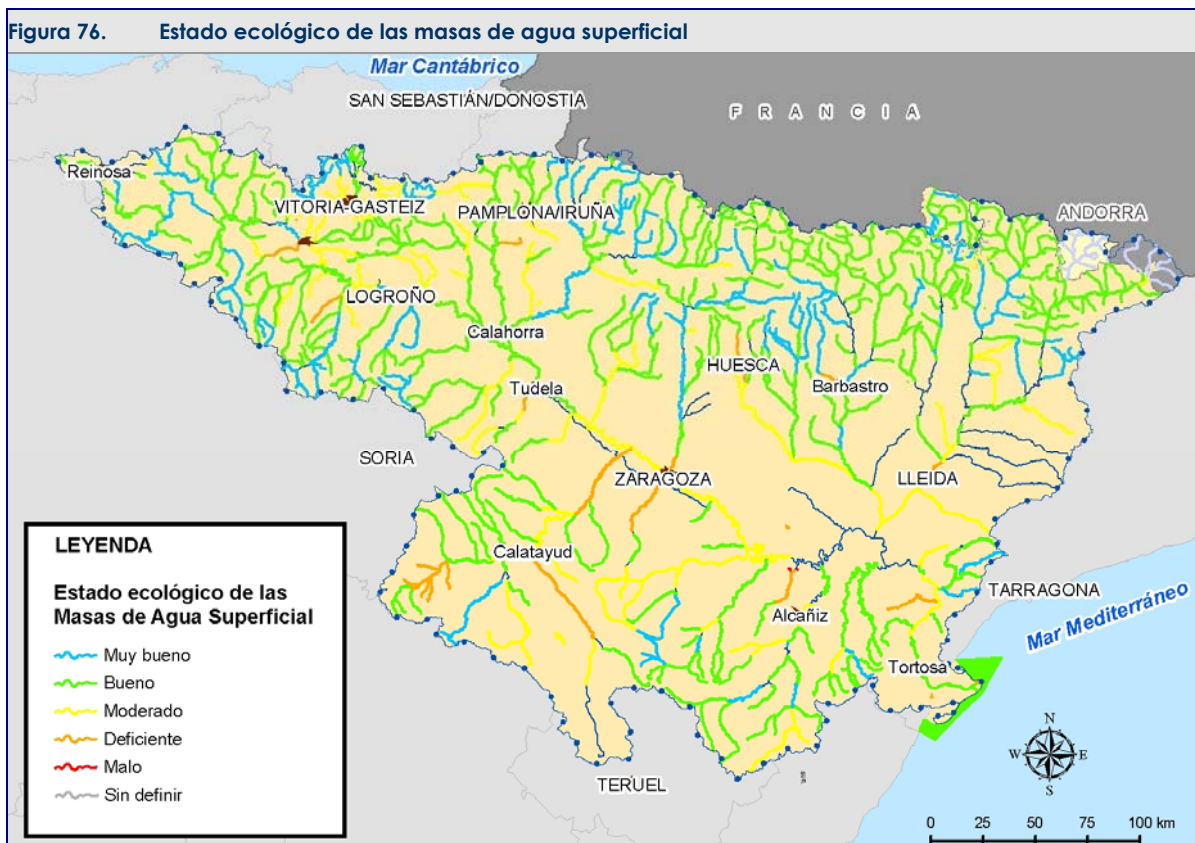 Figura 76. Estado ecológico de las masas de agua superficial
Mar Cantábrico
SAN SEBASTIÁN/DONOSTIA
F R A N C I A
Reinosa
VITORIA-GASTEIZ
PAMPLONA/IRUÑA
ANDORRA
LOGROÑO
Calahorra
HUESCA
Barbastro
Tudela
SORIA
ZARAGOZA
LLEIDA
Calatayud
TARRAGONA
Alcañiz
Mar Mediterráneo
Tortosa
TERUEL
LEYENDA
Estado ecológico de las
Masas de Agua Superficial
Muy bueno
Bueno
Moderado
Deficiente
Malo
Sin definir
N
W E
S
0 25 50 75 100 km